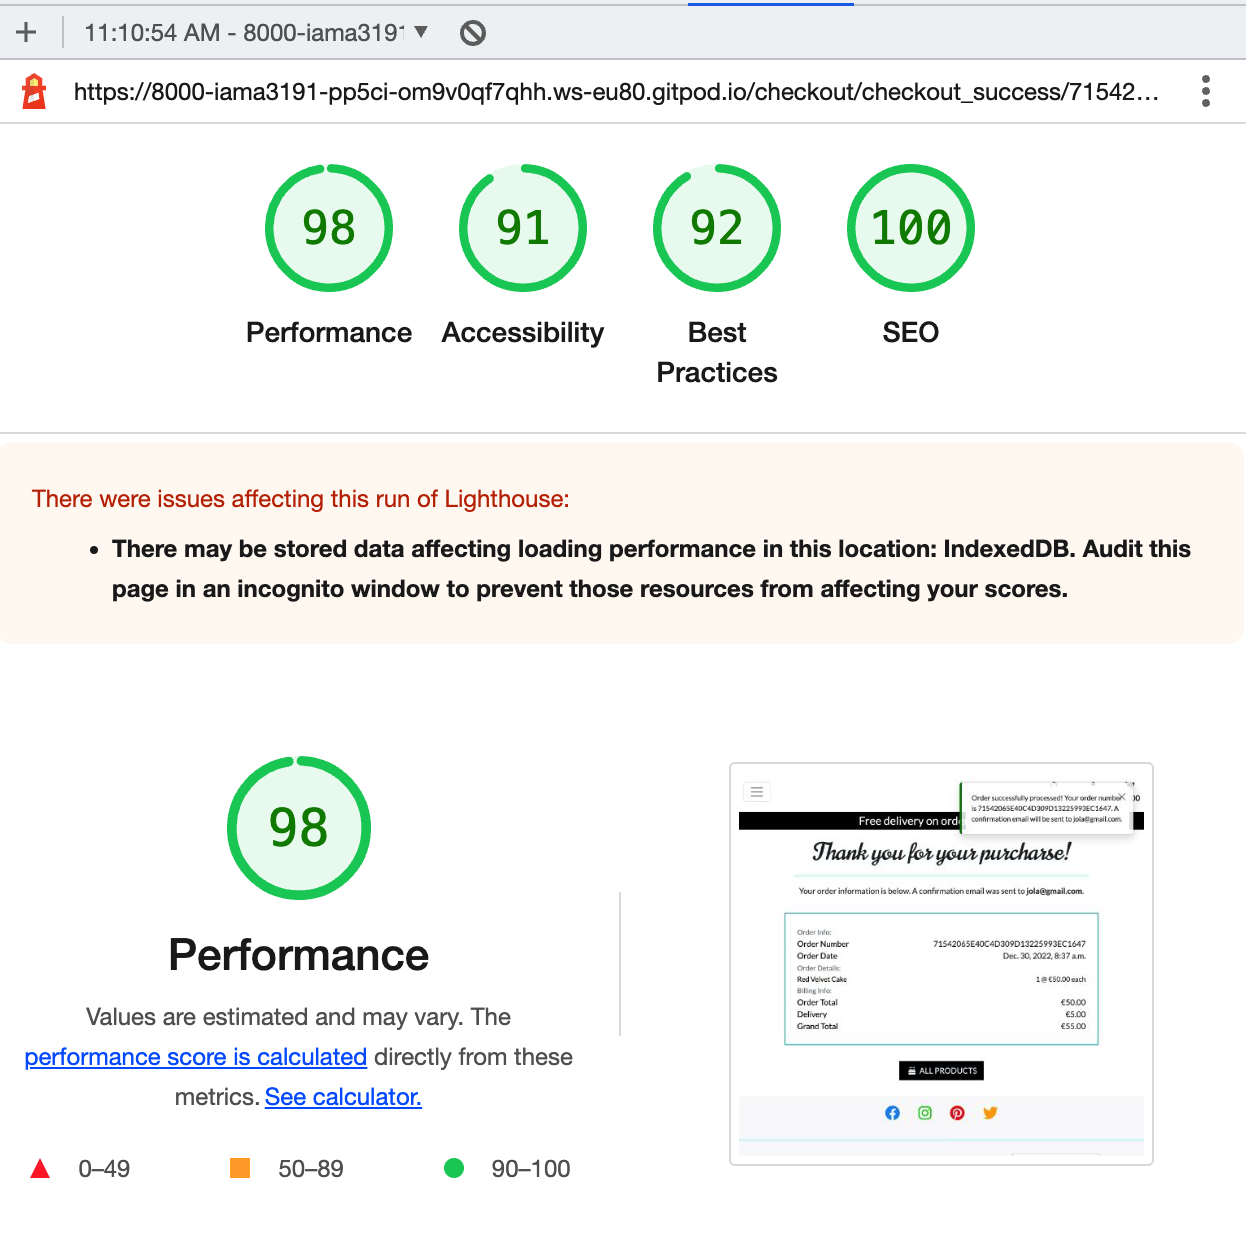 11:10:54 AM - 8000-iama3191
https://8000-iama3191-pp5ci-om9v0qf7qhh.ws-eu80.gitpod.io/checkout/checkout_success/71542...
98
91
92
100
Performance
Accessibility
Best
Practices
SEO
There were issues affecting this run of Lighthouse:
• There may be stored data affecting loading performance in this location: IndexedDB. Audit this
page in an incognito window to prevent those resources from affecting your scores.
98
Performance
Values are estimated and may vary. The
performance score is calculated directly from these
metrics. See calculator.
0–49
50–89
90–100
Order successfully processed! Your order number
is 71542065E40C4D309D13225993EC1647. A
confirmation email will be sent to jola@gmail.com.
Free delivery on
Thank you for your purcharse!
Your order information is below. A confirmation email was sent to jola@gmail.com.
Order Info:
Order Number 71542065E40C4D309D13225993EC1647
Order Date Dec. 30, 2022, 8:37 a.m.
Order Details:
Red Velvet Cake 1 @ €50.00 each
Billing Info:
Order Total €50.00
Delivery €5.00
Grand Total €55.00
ALL PRODUCTS